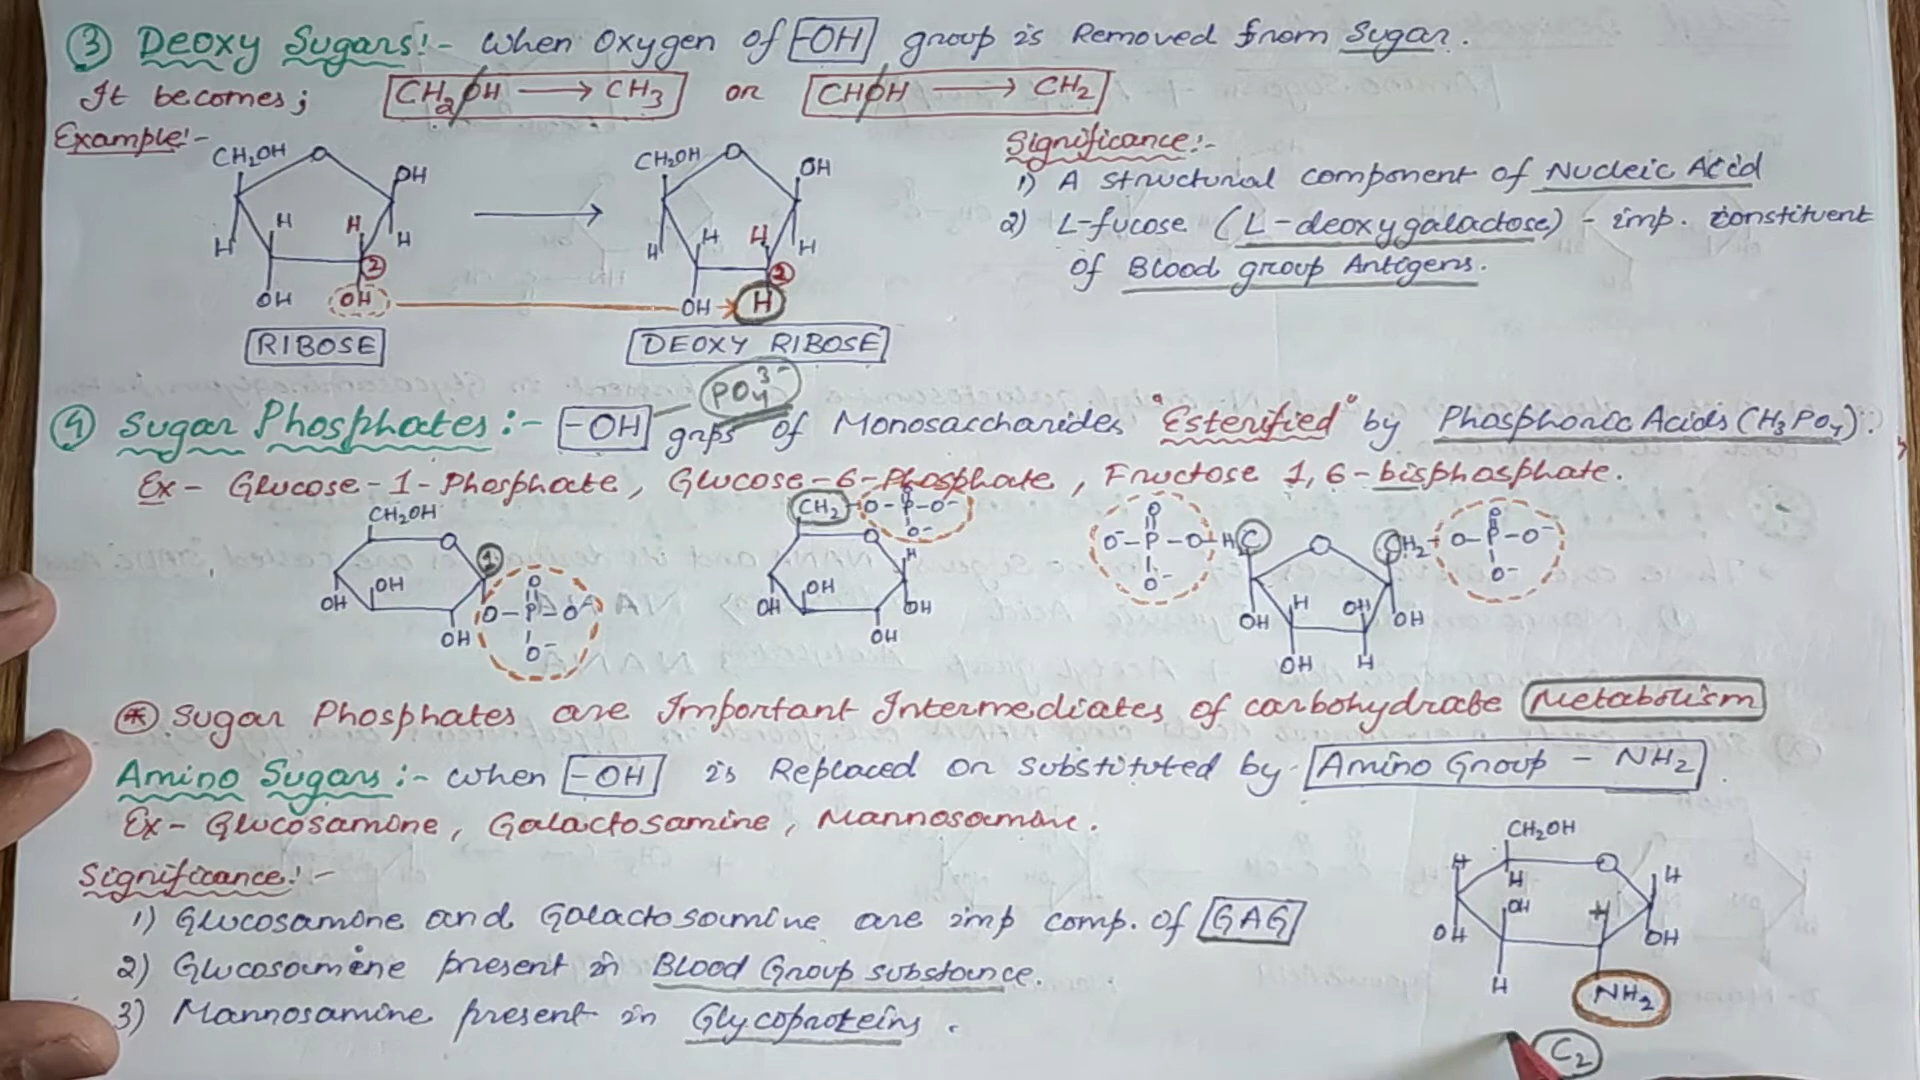 ③ Deoxy Sugars:- when oxygen of -OH group is Removed from Sugar.
It becomes; CH₂OH → CH₃ or CHOH → CH₂
Example:-
CH₂OH O OH
H H H H
②
OH OH
RIBOSE
CH₂OH O OH
H H H H
②
OH H
DEOXY RIBOSE
Significance:-
1) A structural component of Nucleic Acid
2) L-fucose (L-deoxygalactose) - imp. constituent
of Blood group Antigens.
PO₄³⁻
④ Sugar Phosphates:- -OH grps of Monosaccharides "Esterified" by Phosphoric Acids (H₃PO₄).
Ex- Glucose-1-Phosphate, Glucose-6-Phosphate, Fructose 1,6-bisphosphate.
CH₂OH
O 1
OH OH OH
O
O-P-O⁻
O⁻
CH₂-O-P-O⁻
O⁻
O H
OH OH OH
OH
O
O⁻-P-O-H₂C
O⁻
O
CH₂-O-P-O⁻
O
O⁻
OH H OH OH
OH H
* Sugar Phosphates are Important Intermediates of carbohydrate Metabolism
Amino Sugars:- when -OH is Replaced or substituted by Amino Group - NH₂
Ex- Glucosamine, Galactosamine, Mannosamine.
Significance:-
1) Glucosamine and Galactosamine are imp comp. of GAG
2) Glucosamine present in Blood Group substance.
3) Mannosamine present in Glycoproteins.
CH₂OH
H O H
H
OH H
OH OH
H NH₂
C₂